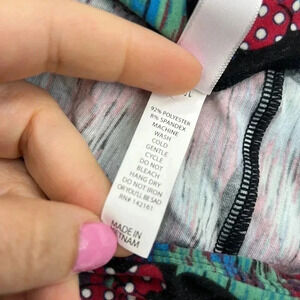 92% POLYESTER
8% SPANDEX
MACHINE
WASH
COLD
GENTLE
CYCLE
DO NOT
BLEACH
HANG DRY
DO NOT IRON
OR YOU'LL BE SAD
RN# 142161
MADE IN
VIETNAM